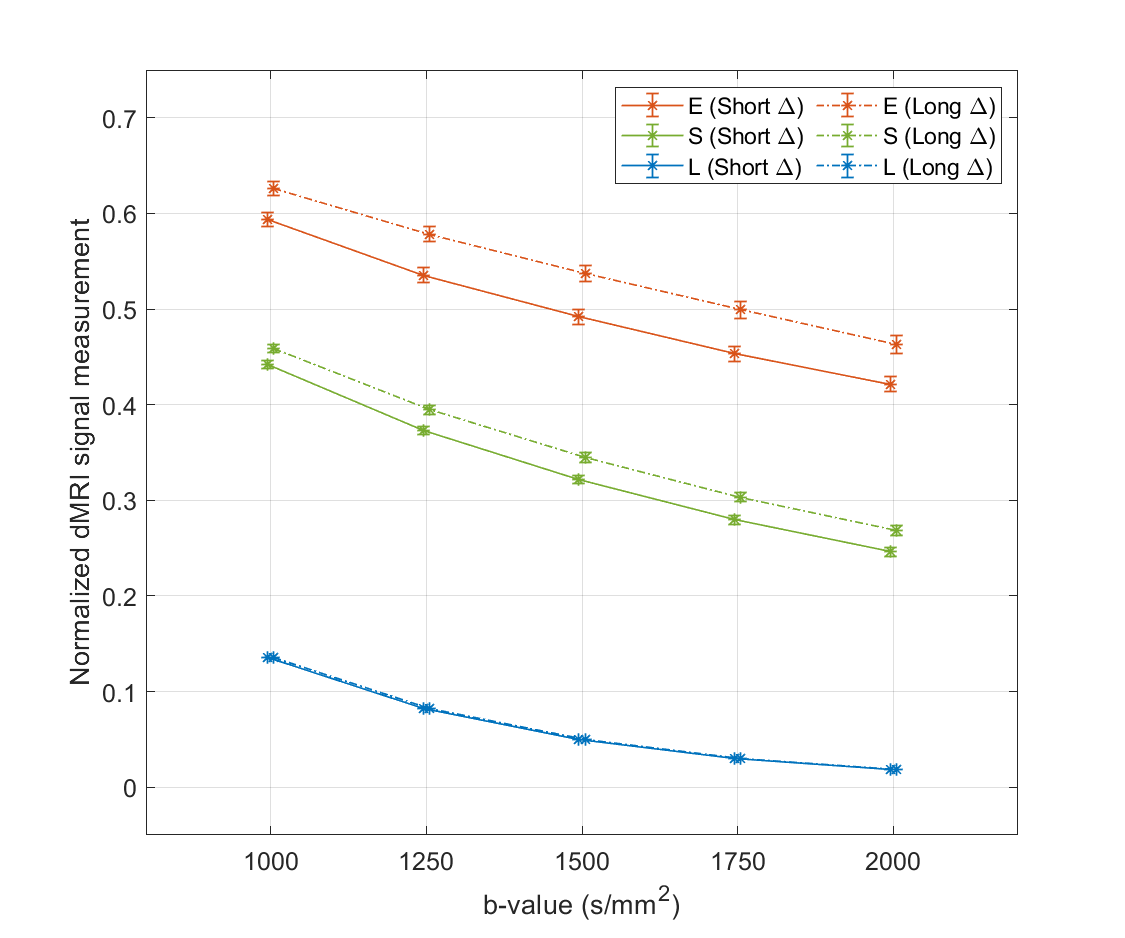 E (Short Δ) E (Long Δ)
S (Short Δ) S (Long Δ)
L (Short Δ) L (Long Δ)
0.7
0.6
0.5
0.4
0.3
0.2
0.1
0
Normalized dMRI signal measurement
1000 1250 1500 1750 2000
b-value (s/mm²)